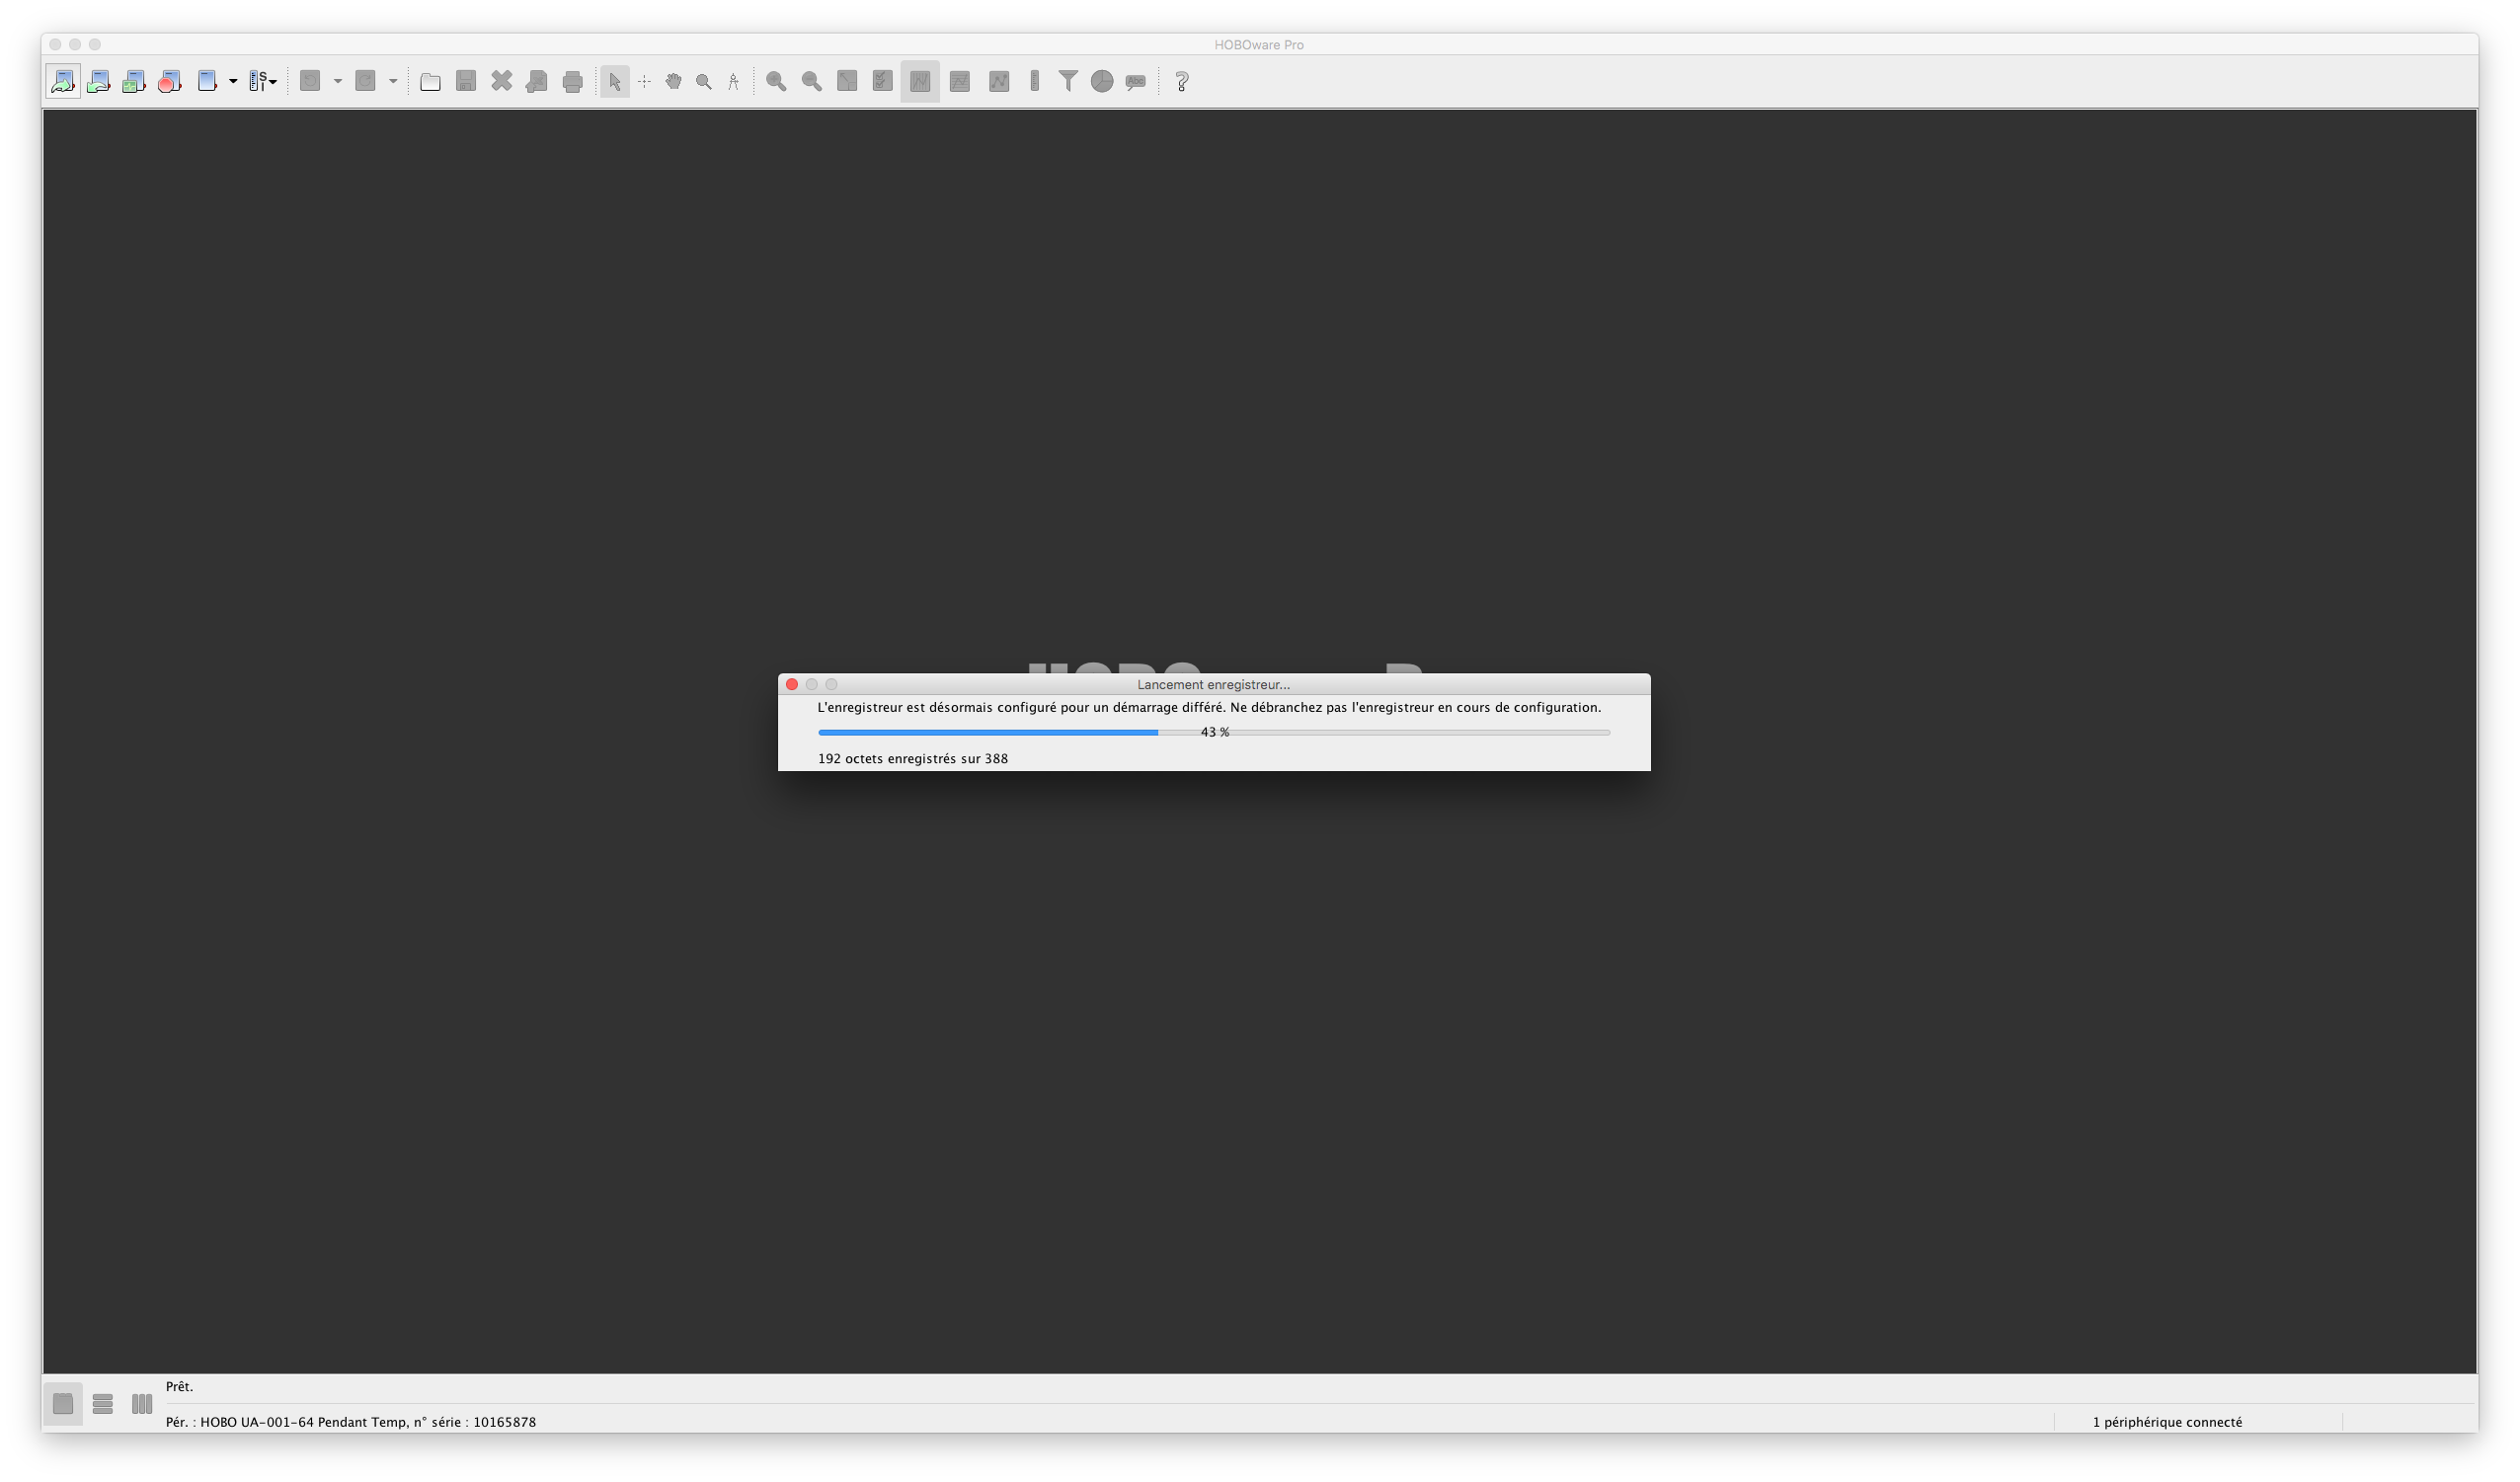 HOBOware Pro
S
I
Abc
?
Lancement enregistreur...
L'enregistreur est désormais configuré pour un démarrage différé. Ne débranchez pas l'enregistreur en cours de configuration.
43 %
192 octets enregistrés sur 388
Prêt.
Pér. : HOBO UA-001-64 Pendant Temp, n° série : 10165878
1 périphérique connecté